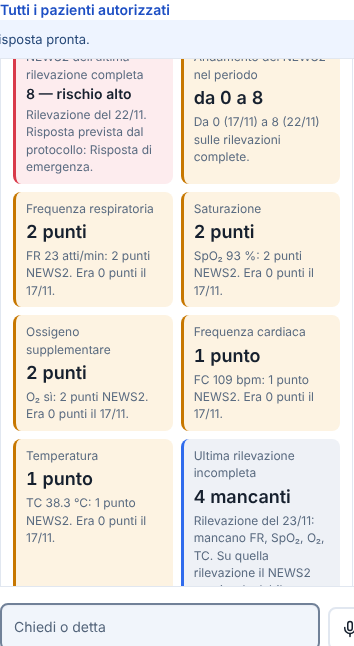 Tutti i pazienti autorizzati
isposta pronta.
NEWS2 dell'ultima
rilevazione completa
8 — rischio alto
Rilevazione del 22/11.
Risposta prevista dal
protocollo: Risposta di
emergenza.
Andamento del NEWS2
nel periodo
da 0 a 8
Da 0 (17/11) a 8 (22/11)
sulle rilevazioni
complete.
Frequenza respiratoria
2 punti
FR 23 atti/min: 2 punti
NEWS2. Era 0 punti il
17/11.
Saturazione
2 punti
SpO₂ 93 %: 2 punti
NEWS2. Era 0 punti il
17/11.
Ossigeno
supplementare
2 punti
O₂ sì: 2 punti NEWS2.
Era 0 punti il 17/11.
Frequenza cardiaca
1 punto
FC 109 bpm: 1 punto
NEWS2. Era 0 punti il
17/11.
Temperatura
1 punto
TC 38.3 °C: 1 punto
NEWS2. Era 0 punti il
17/11.
Ultima rilevazione
incompleta
4 mancanti
Rilevazione del 23/11:
mancano FR, SpO₂, O₂,
TC. Su quella
rilevazione il NEWS2
Chiedi o detta